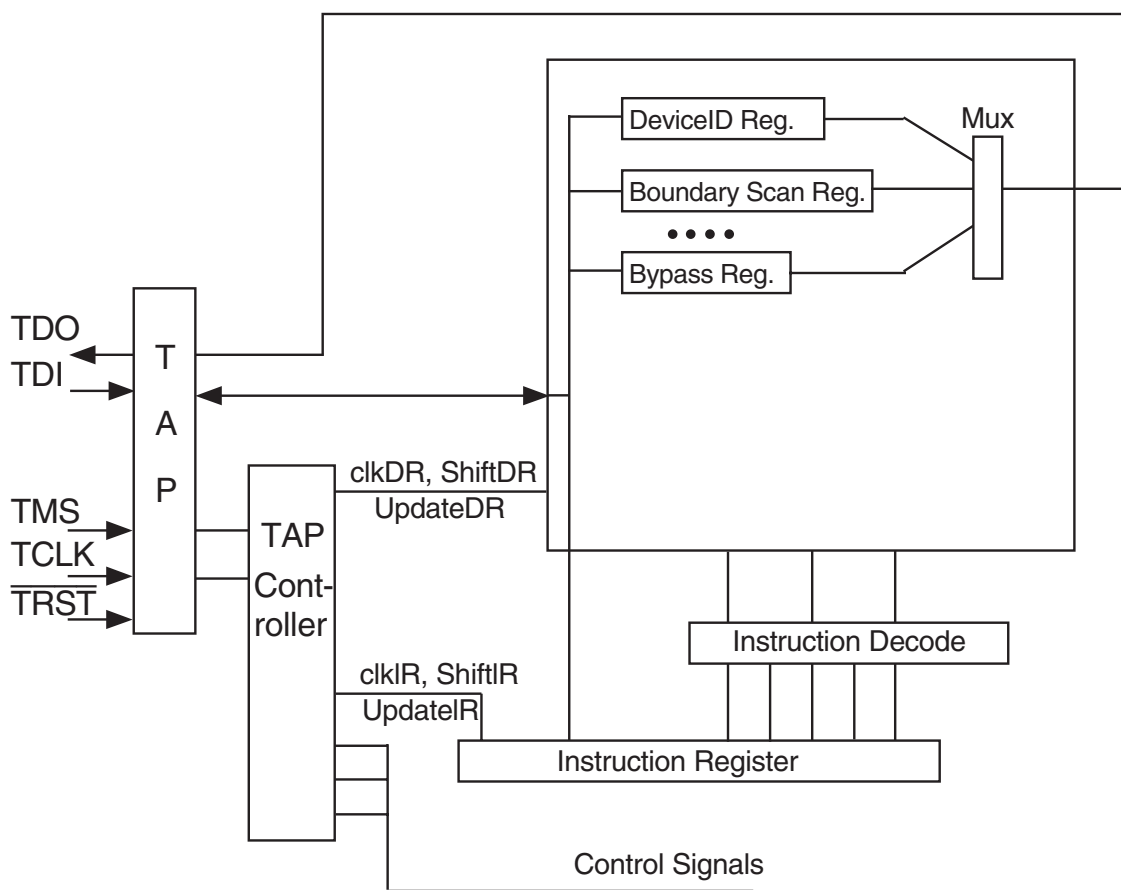 DeviceID Reg.
Mux
Boundary Scan Reg.
Bypass Reg.
TDO
TDI
T
A
P
TMS
TCLK
TRST
TAP
Cont-
roller
clkDR, ShiftDR
UpdateDR
Instruction Decode
clkIR, ShiftIR
UpdateIR
Instruction Register
Control Signals